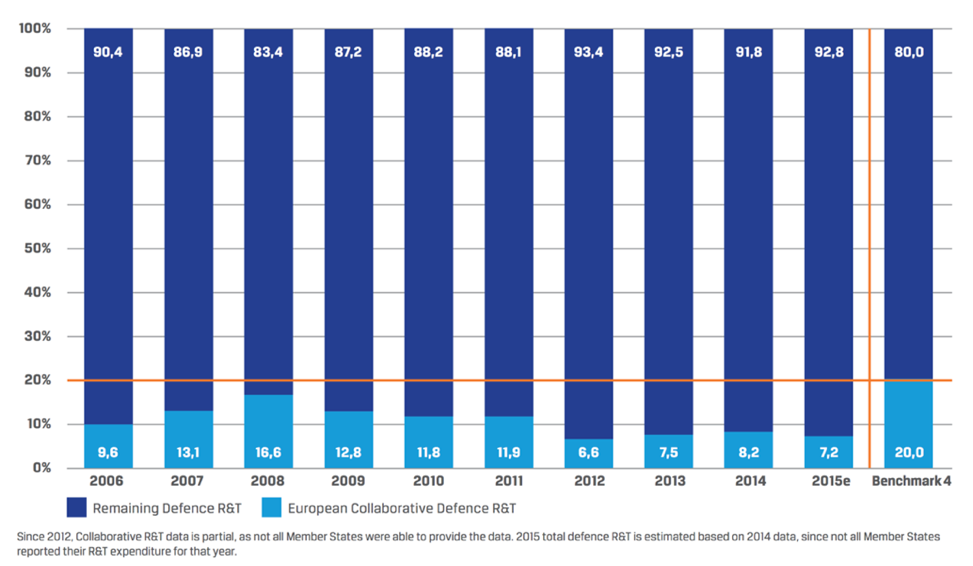 100%
90,4 86,9 83,4 87,2 88,2 88,1 93,4 92,5 91,8 92,8 80,0
90%
80%
70%
60%
50%
40%
30%
20%
10%
9,6 13,1 16,6 12,8 11,8 11,9 6,6 7,5 8,2 7,2 20,0
0%
2006 2007 2008 2009 2010 2011 2012 2013 2014 2015e Benchmark 4
Remaining Defence R&T European Collaborative Defence R&T
Since 2012, Collaborative R&T data is partial, as not all Member States were able to provide the data. 2015 total defence R&T is estimated based on 2014 data, since not all Member States
reported their R&T expenditure for that year.